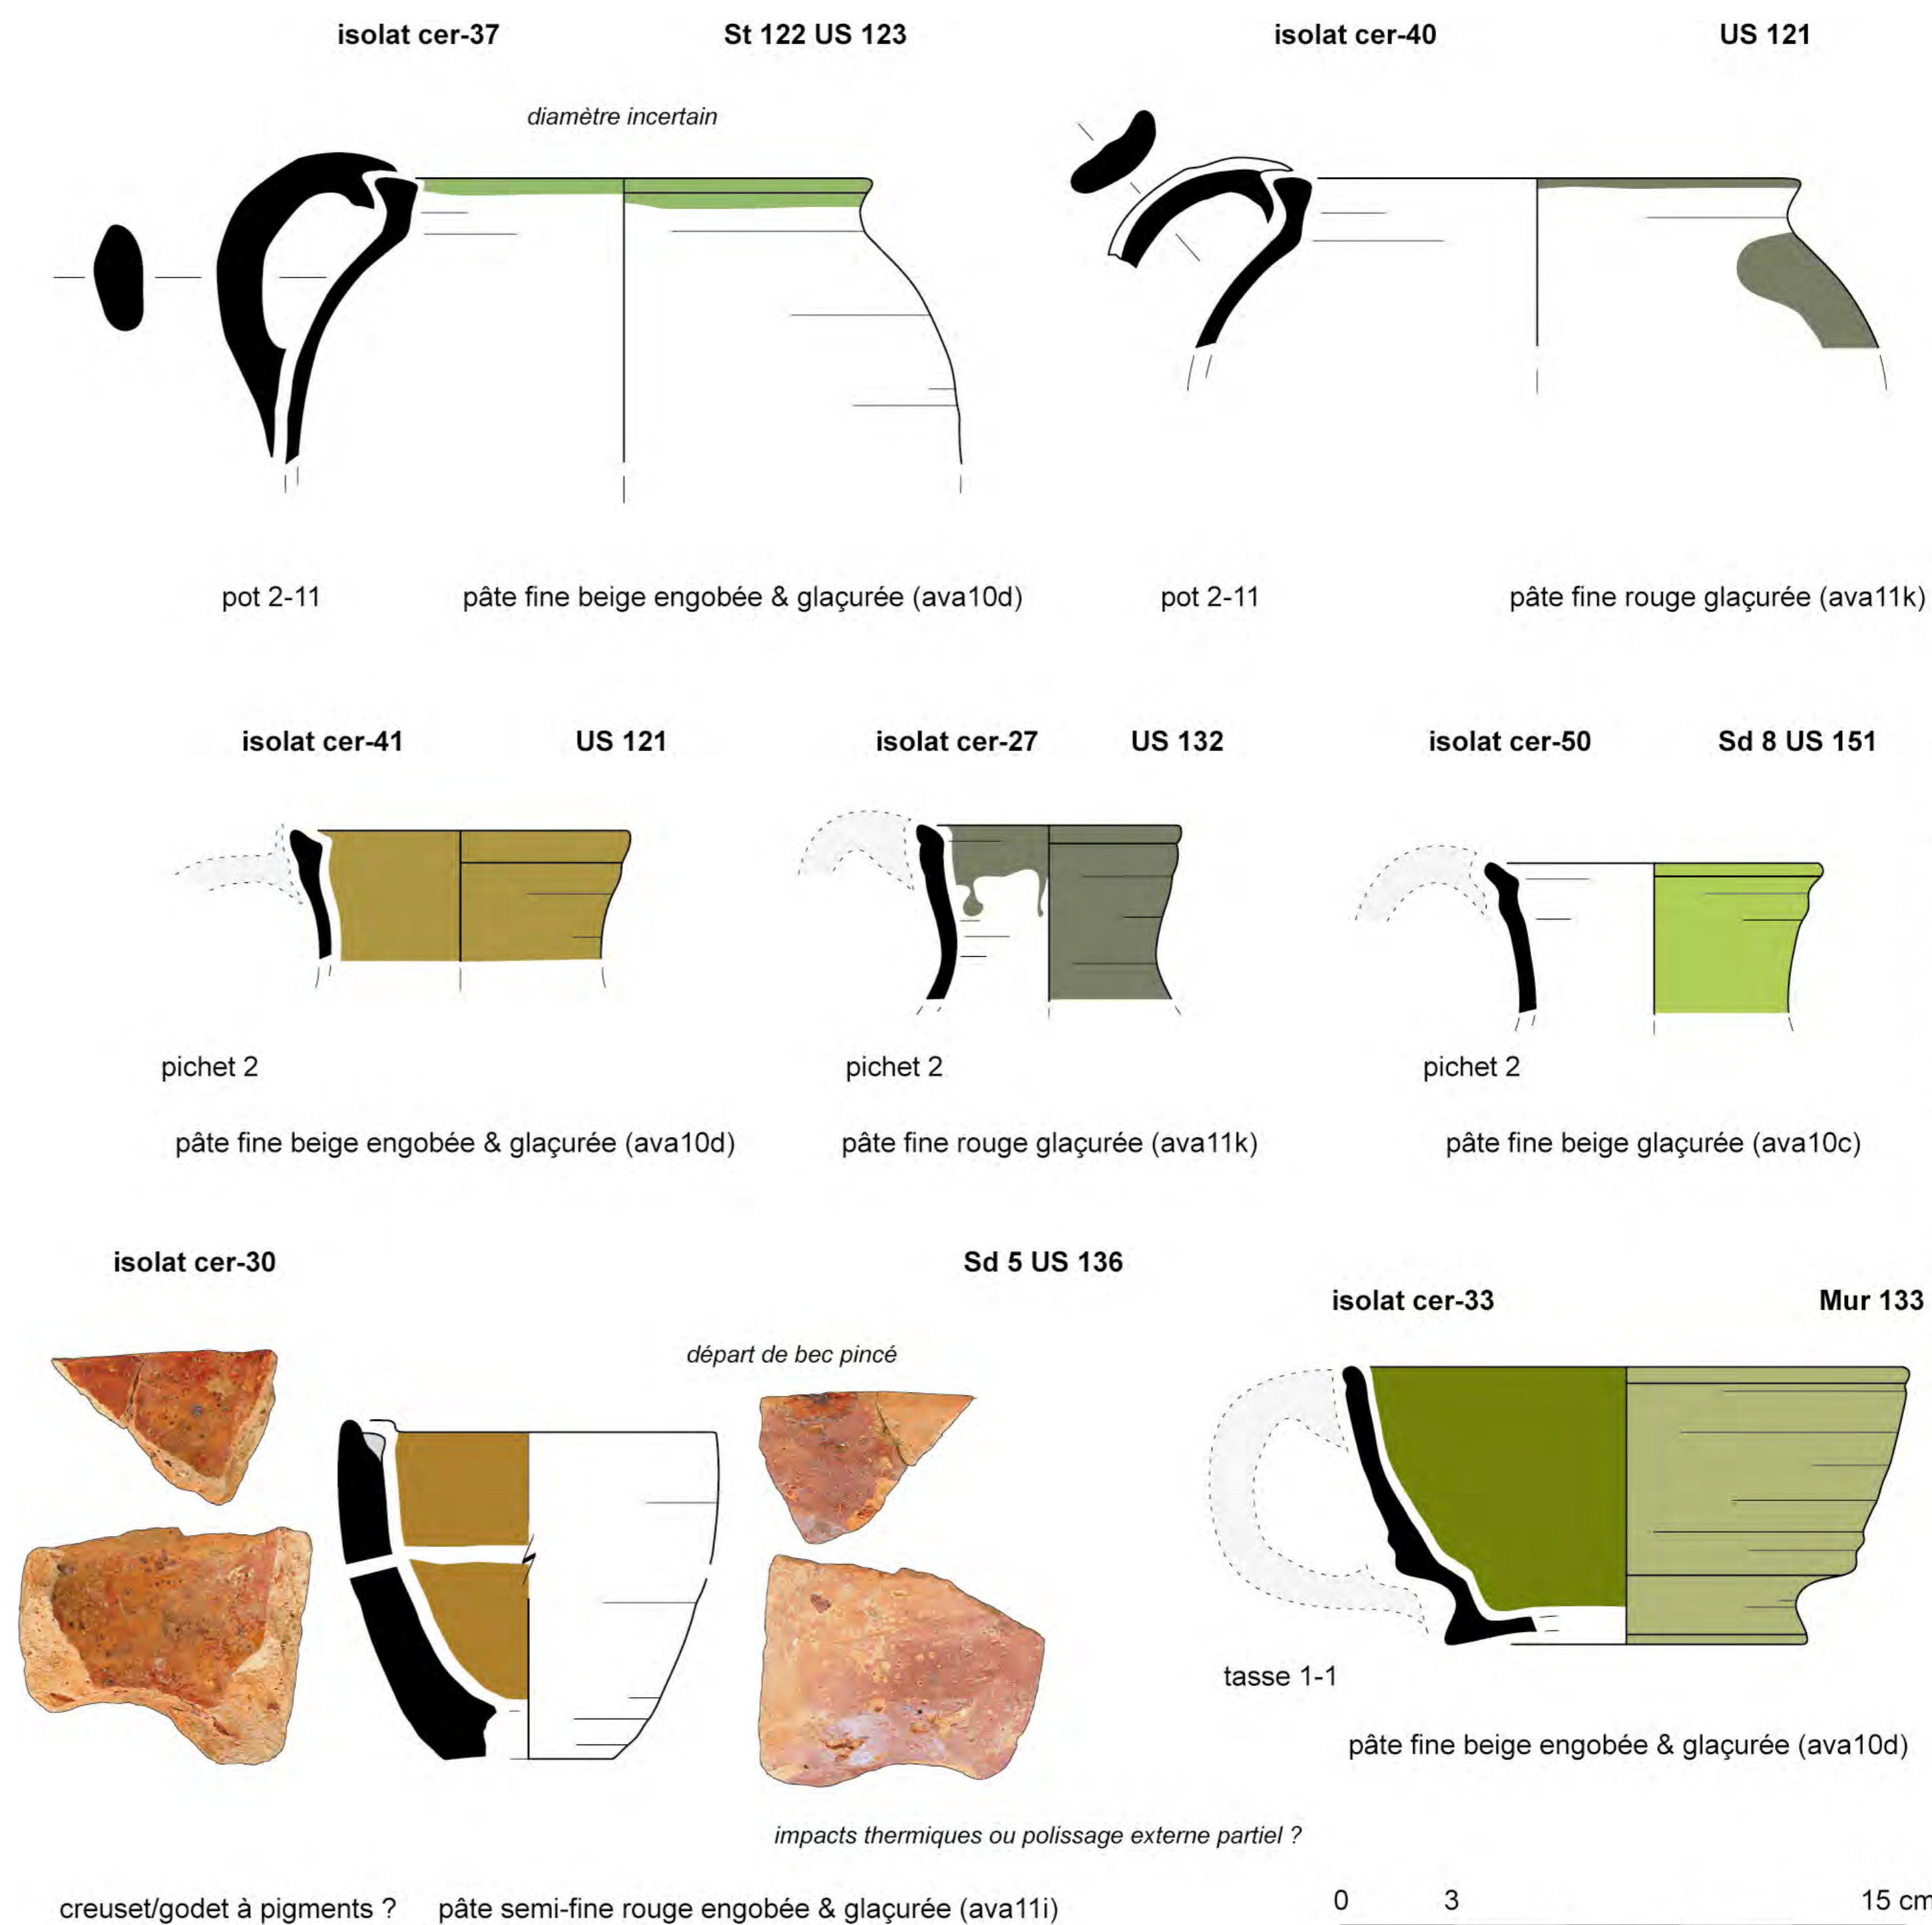 isolat cer-37 St 122 US 123 isolat cer-40 US 121
diamètre incertain
pot 2-11 pâte fine beige engobée & glaçurée (ava10d) pot 2-11 pâte fine rouge glaçurée (ava11k)
isolat cer-41 US 121 isolat cer-27 US 132 isolat cer-50 Sd 8 US 151
pichet 2 pichet 2 pichet 2
pâte fine beige engobée & glaçurée (ava10d) pâte fine rouge glaçurée (ava11k) pâte fine beige glaçurée (ava10c)
isolat cer-30 Sd 5 US 136
isolat cer-33 Mur 133
départ de bec pincé
tasse 1-1
pâte fine beige engobée & glaçurée (ava10d)
impacts thermiques ou polissage externe partiel ?
creuset/godet à pigments ? pâte semi-fine rouge engobée & glaçurée (ava11i)
0 3 15 cm